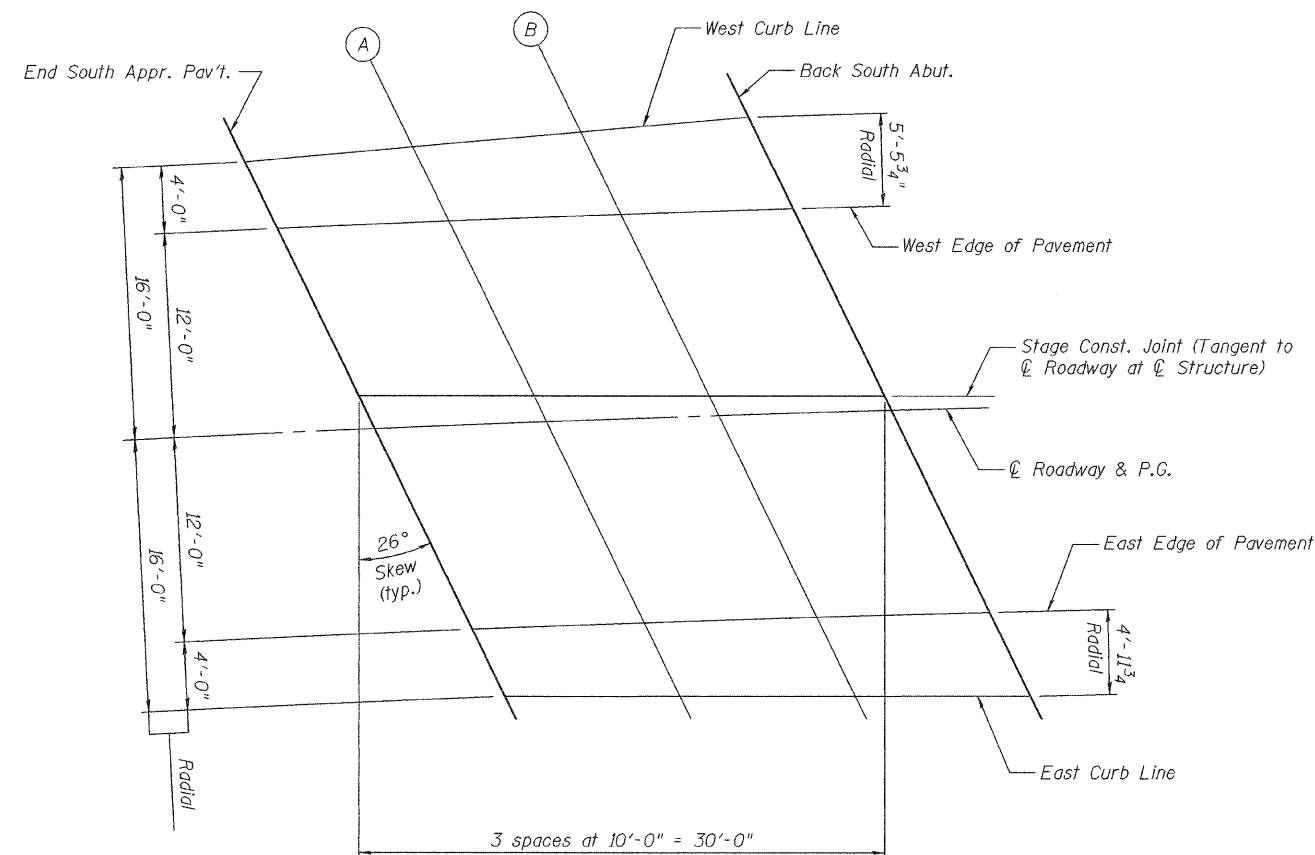 A
B
West Curb Line
End South Appr. Pav't.
Back South Abut.
5'-5¾"
Radial
4'-0"
West Edge of Pavement
16'-0"
12'-0"
Stage Const. Joint (Tangent to
℄ Roadway at ℄ Structure)
℄ Roadway & P.G.
12'-0"
16'-0"
26°
Skew
(typ.)
East Edge of Pavement
4'-11¾
Radial
4'-0"
East Curb Line
Radial
3 spaces at 10'-0" = 30'-0"